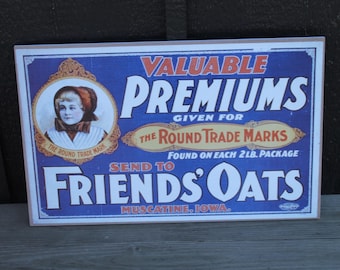 VALUABLE
PREMIUMS
GIVEN FOR
THE ROUND TRADE MARKS
FOUND ON EACH 2 LB. PACKAGE
THE ROUND TRADE MARK
SEND TO
FRIENDS' OATS
MUSCATINE, IOWA.